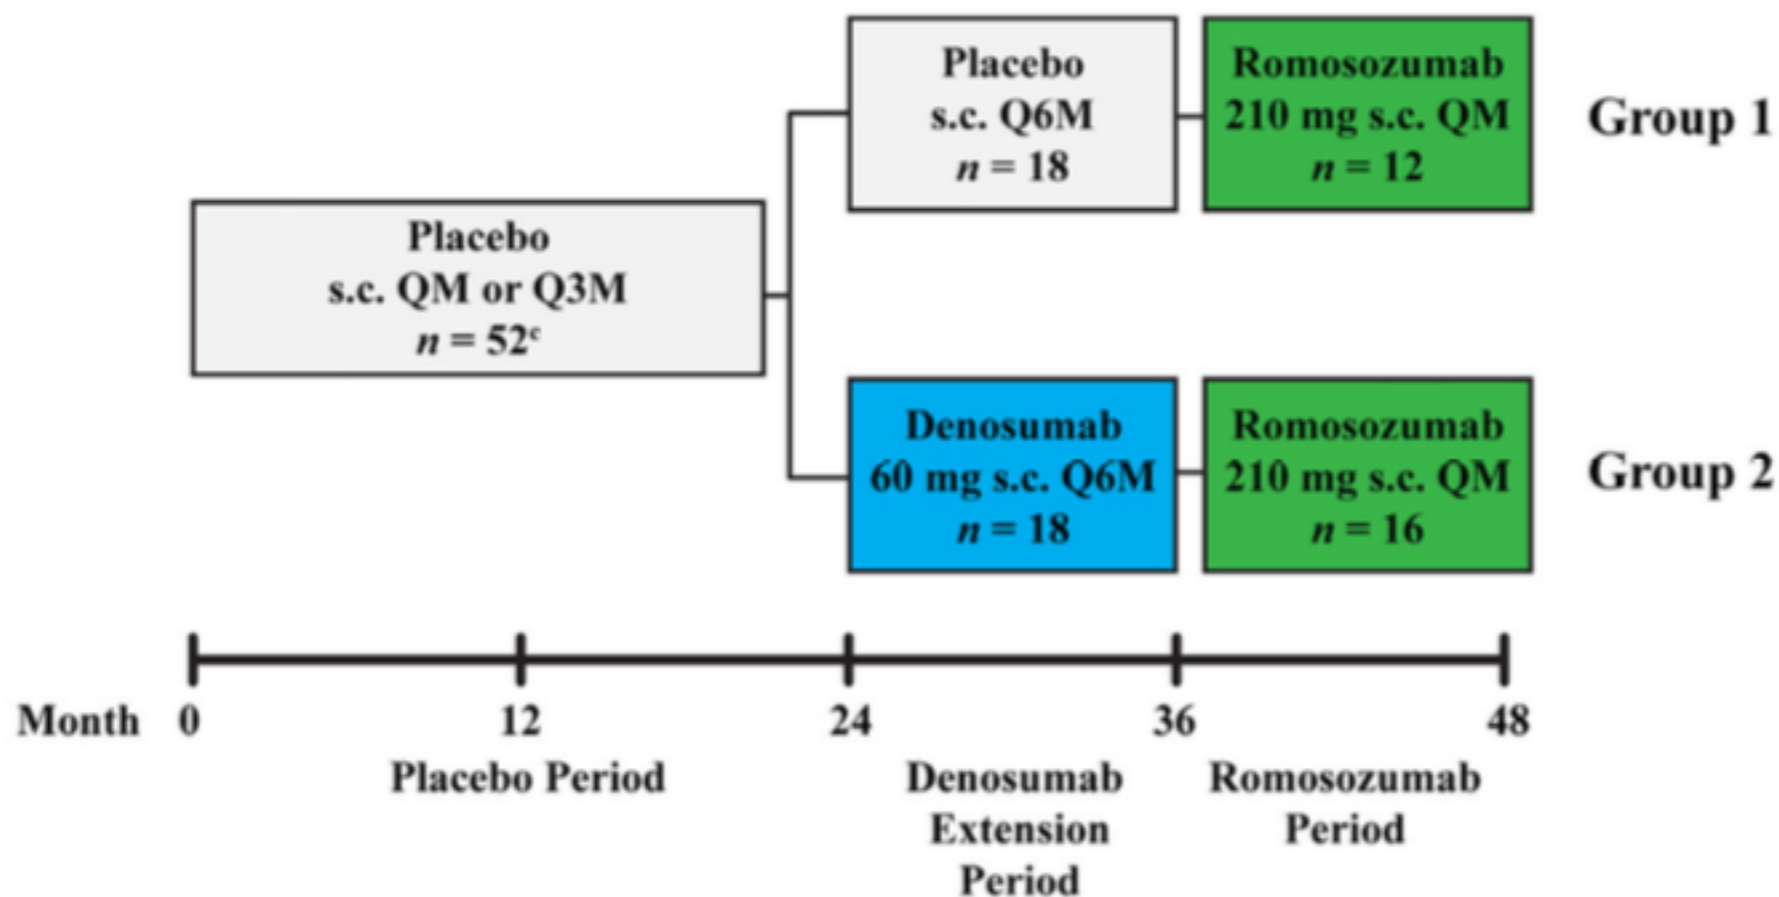 Placebo
s.c. QM or Q3M
n = 52ᶜ
Placebo
s.c. Q6M
n = 18
Romosozumab
210 mg s.c. QM
n = 12
Group 1
Denosumab
60 mg s.c. Q6M
n = 18
Romosozumab
210 mg s.c. QM
n = 16
Group 2
Month 0 12 24 36 48
Placebo Period
Denosumab
Extension
Period
Romosozumab
Period